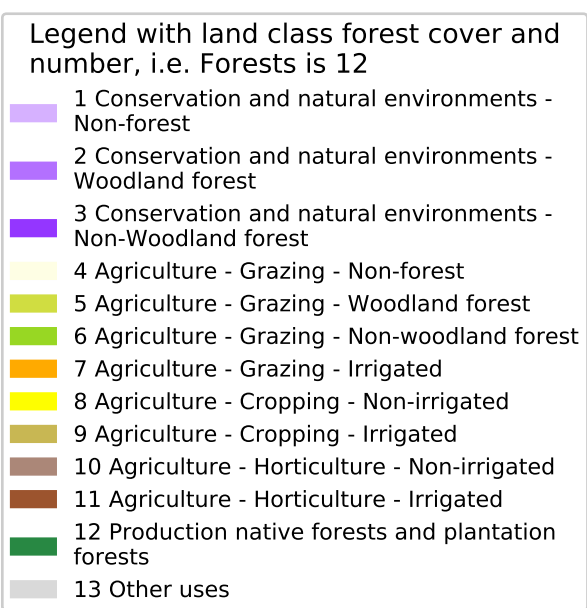 Legend with land class forest cover and
number, i.e. Forests is 12
1 Conservation and natural environments -
Non-forest
2 Conservation and natural environments -
Woodland forest
3 Conservation and natural environments -
Non-Woodland forest
4 Agriculture - Grazing - Non-forest
5 Agriculture - Grazing - Woodland forest
6 Agriculture - Grazing - Non-woodland forest
7 Agriculture - Grazing - Irrigated
8 Agriculture - Cropping - Non-irrigated
9 Agriculture - Cropping - Irrigated
10 Agriculture - Horticulture - Non-irrigated
11 Agriculture - Horticulture - Irrigated
12 Production native forests and plantation
forests
13 Other uses